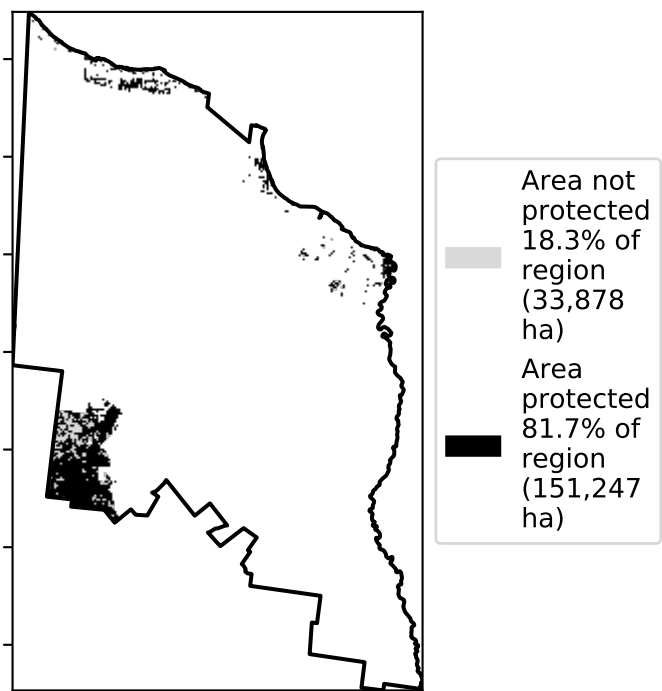 Area not
protected
18.3% of
region
(33,878
ha)
Area
protected
81.7% of
region
(151,247
ha)